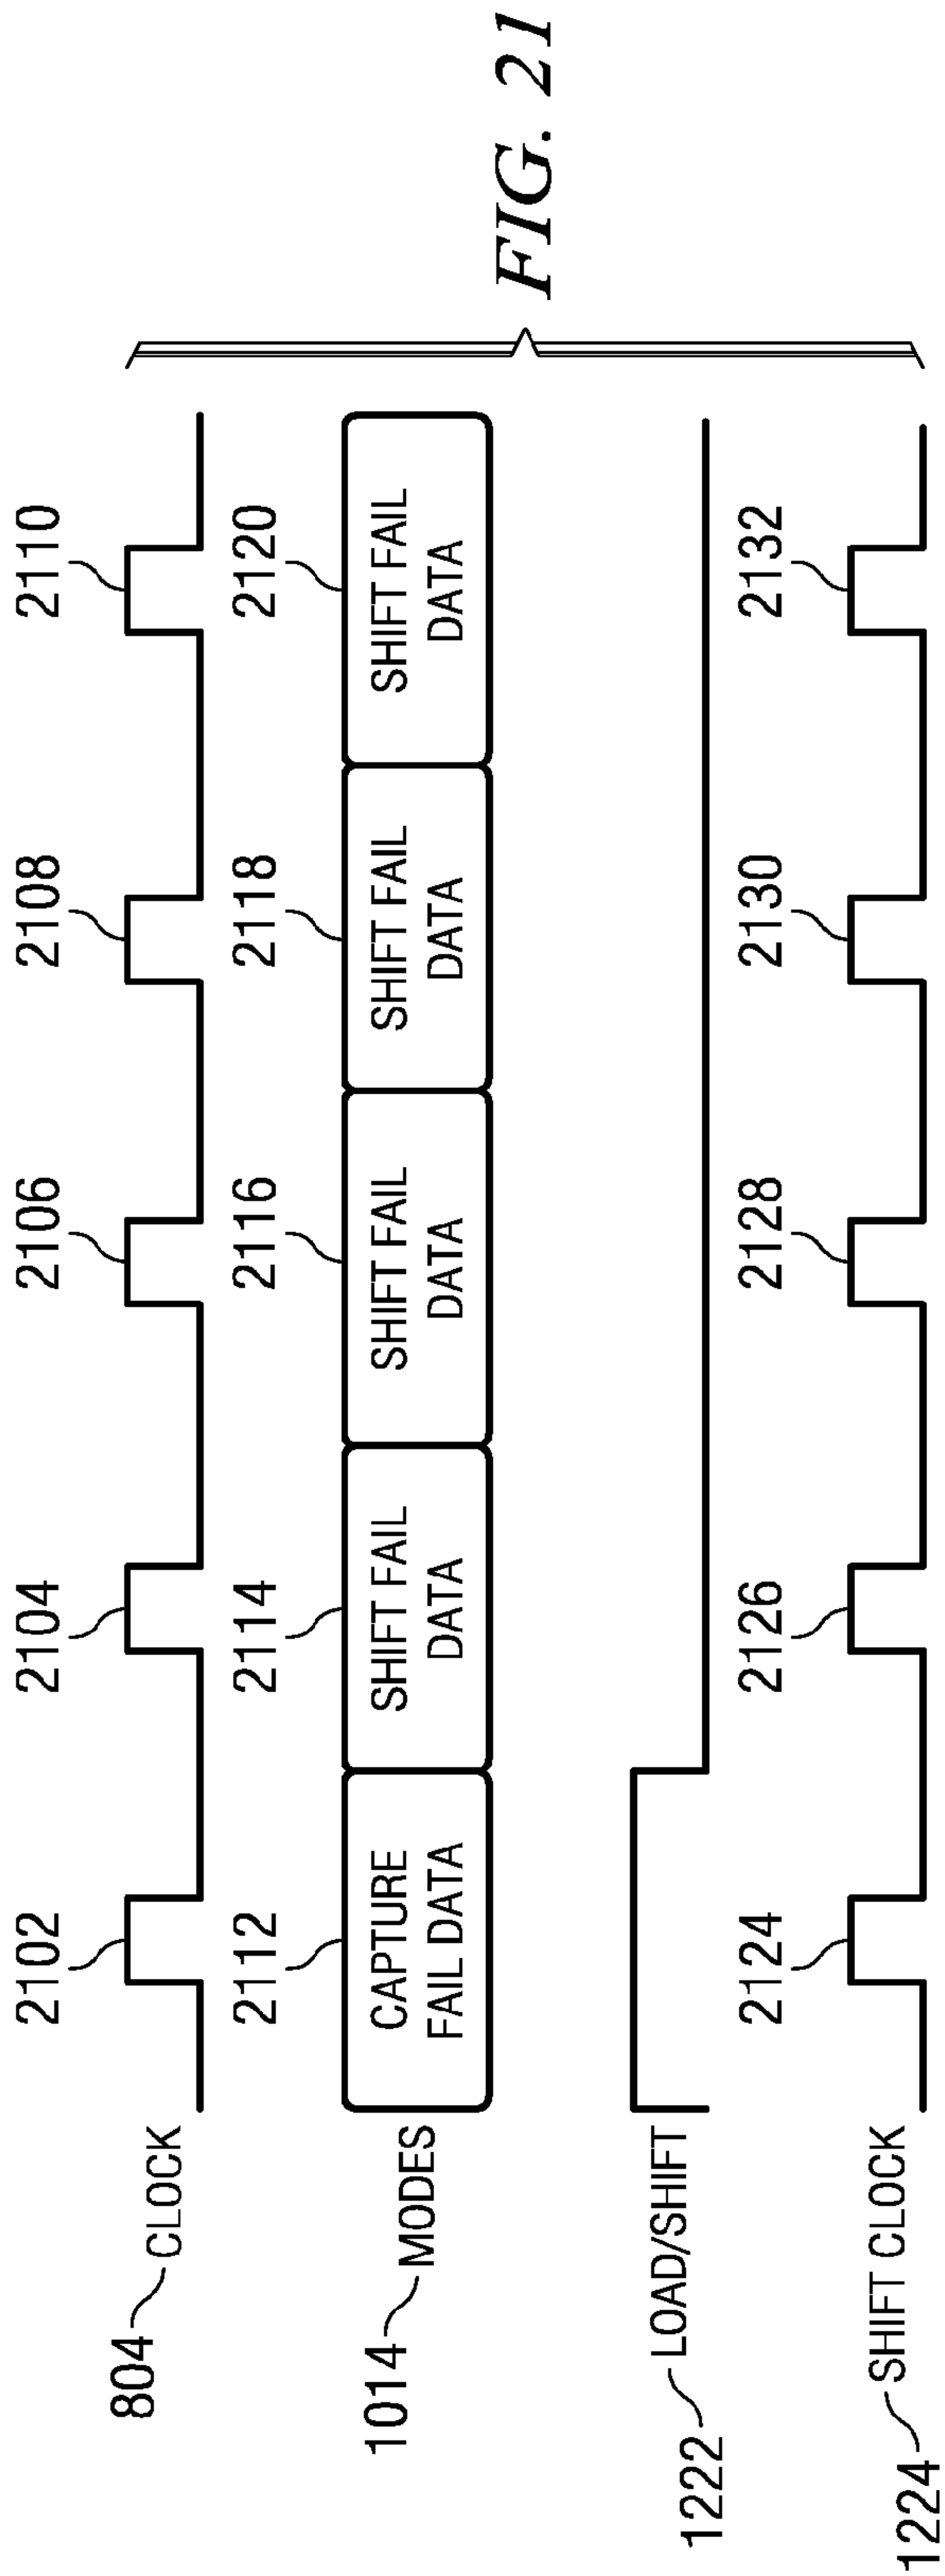 2102 2104 2106 2108 2110
804 CLOCK
2112 2114 2116 2118 2120
1014 MODES
CAPTURE
FAIL DATA
SHIFT FAIL
DATA
SHIFT FAIL
DATA
SHIFT FAIL
DATA
SHIFT FAIL
DATA
1222 LOAD/SHIFT
2124 2126 2128 2130 2132
1224 SHIFT CLOCK
FIG. 21